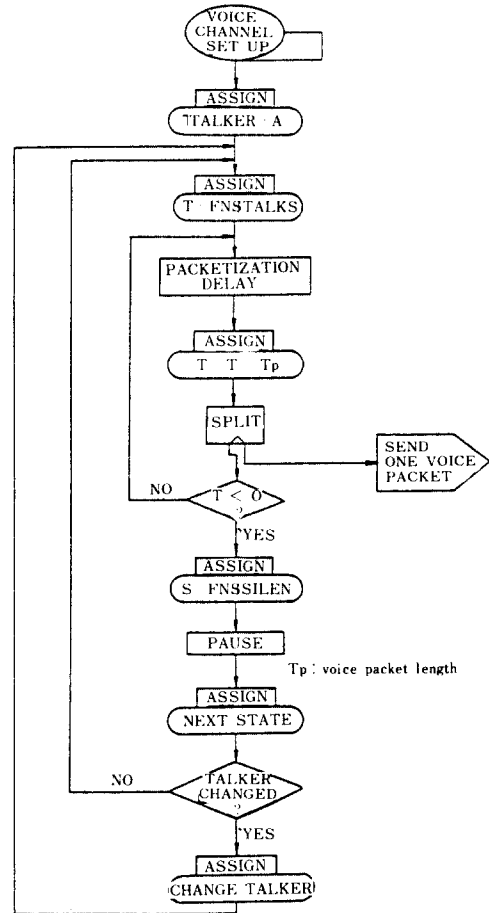 VOICE
CHANNEL
SET UP
ASSIGN
TALKER A
ASSIGN
T FNSTALKS
PACKETIZATION
DELAY
ASSIGN
T T Tp
SPLIT
SEND
ONE VOICE
PACKET
NO
T < O
?
YES
ASSIGN
S FNSSILEN
PAUSE
Tp : voice packet length
ASSIGN
NEXT STATE
NO
TALKER
CHANGED
?
YES
ASSIGN
CHANGE TALKER